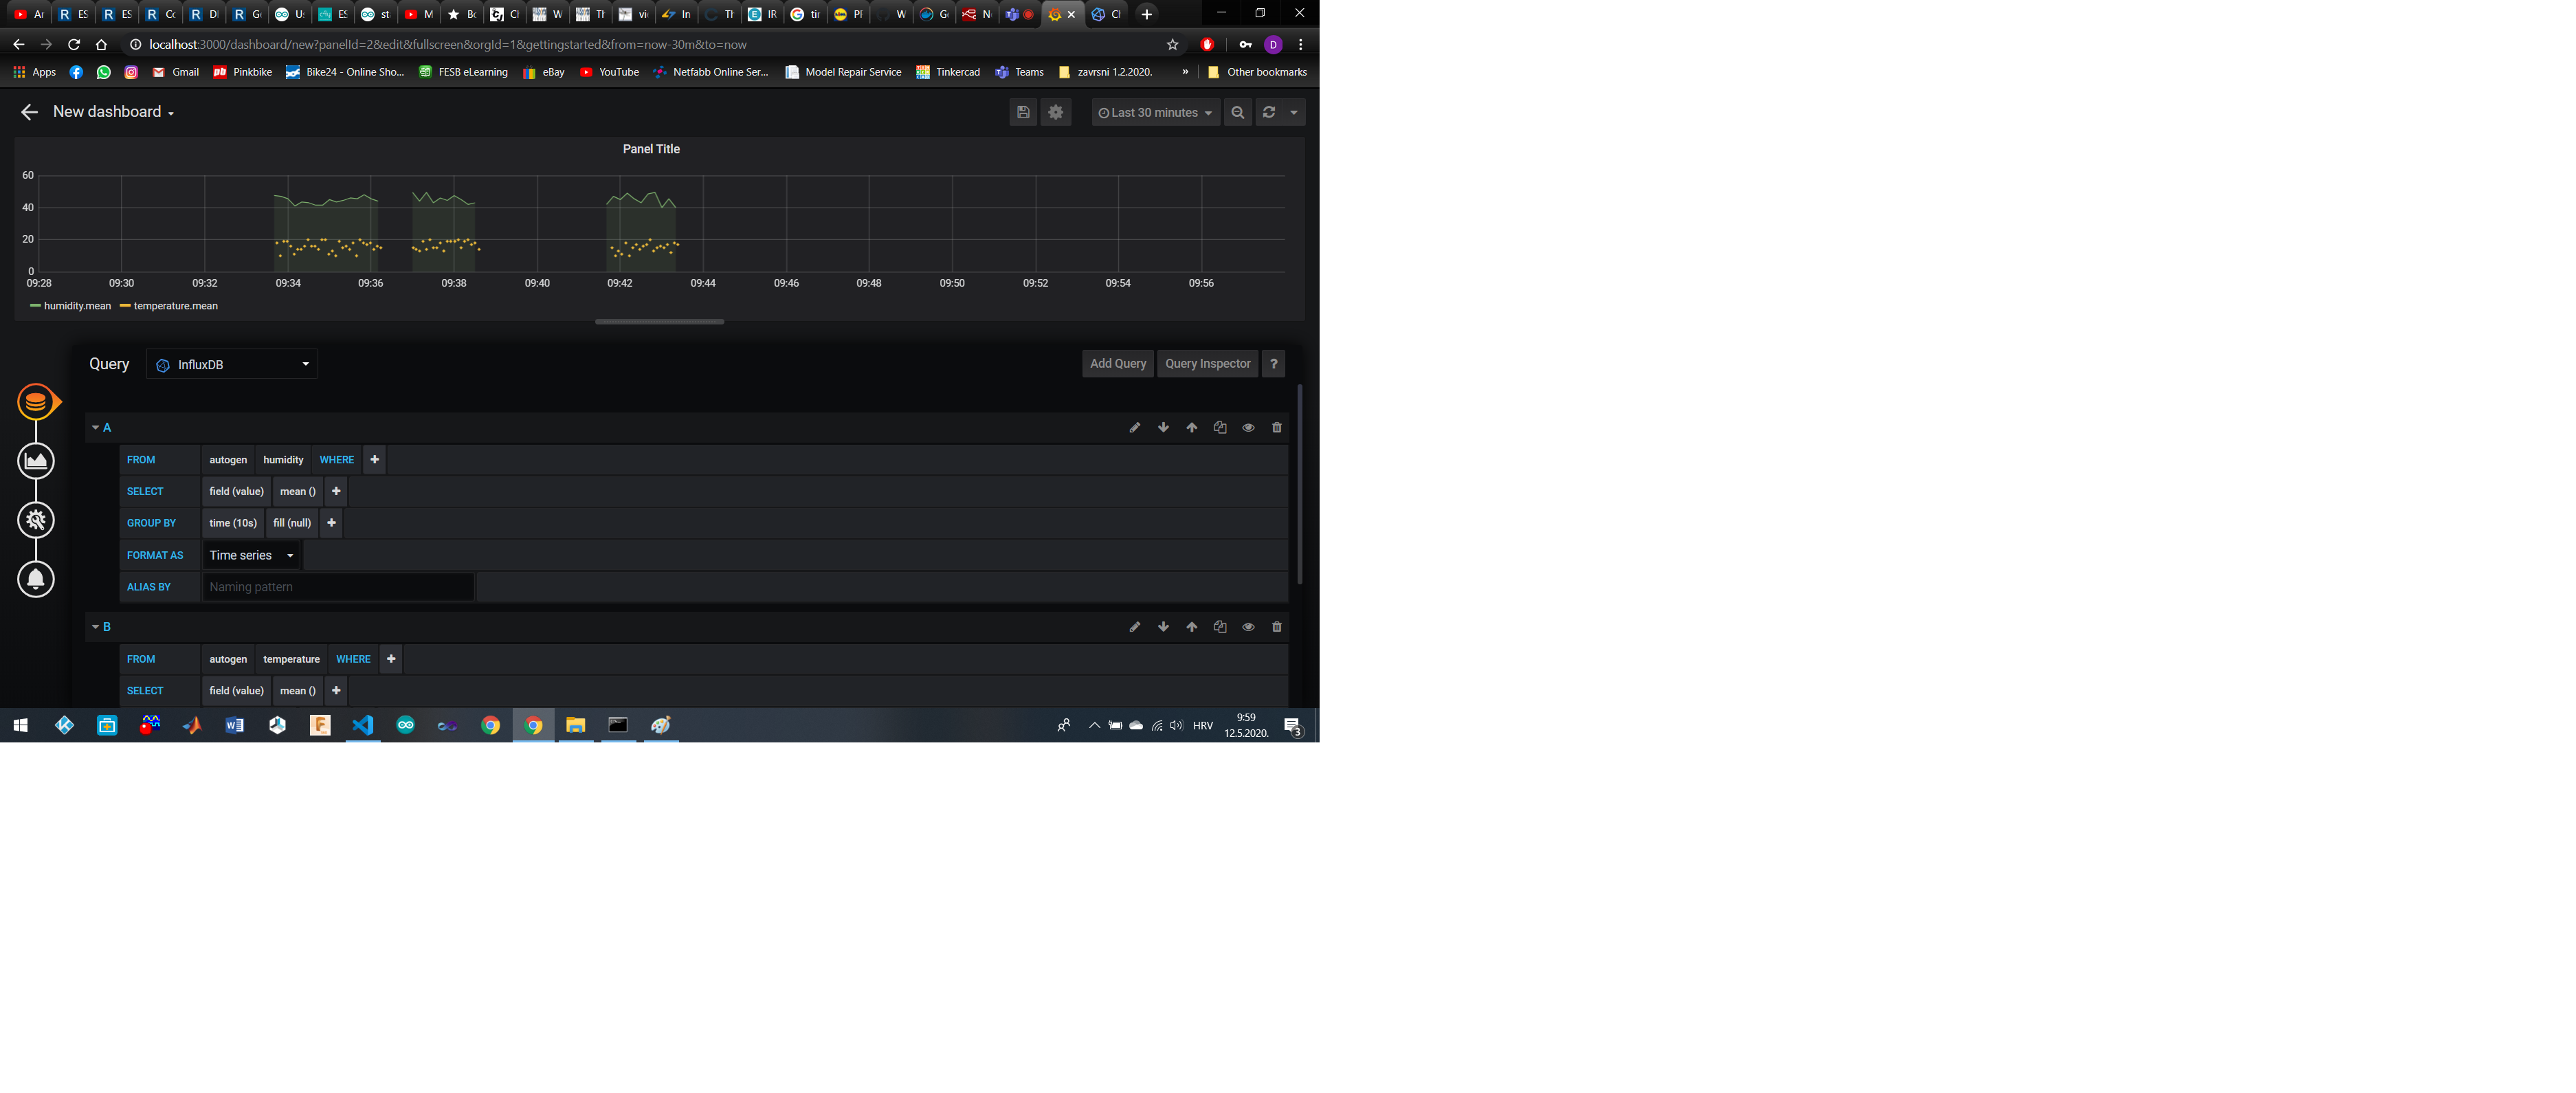 Ar ES ES Co DI Ge Us ES st M Bo Cl W Tl vi In Tl IR tir PI W Ge N Cl
localhost:3000/dashboard/new?panelId=2&edit&fullscreen&orgId=1&gettingstarted&from=now-30m&to=now D
Apps Gmail Pinkbike Bike24 - Online Sho... FESB eLearning eBay YouTube Netfabb Online Ser... Model Repair Service Tinkercad Teams zavrsni 1.2.2020. » Other bookmarks
New dashboard Last 30 minutes
Panel Title
60
40
20
0
09:28 09:30 09:32 09:34 09:36 09:38 09:40 09:42 09:44 09:46 09:48 09:50 09:52 09:54 09:56
humidity.mean temperature.mean
Query InfluxDB Add Query Query Inspector ?
A
FROM autogen humidity WHERE +
SELECT field (value) mean () +
GROUP BY time (10s) fill (null) +
FORMAT AS Time series
ALIAS BY Naming pattern
B
FROM autogen temperature WHERE +
SELECT field (value) mean () +
HRV 9:59
12.5.2020. 3